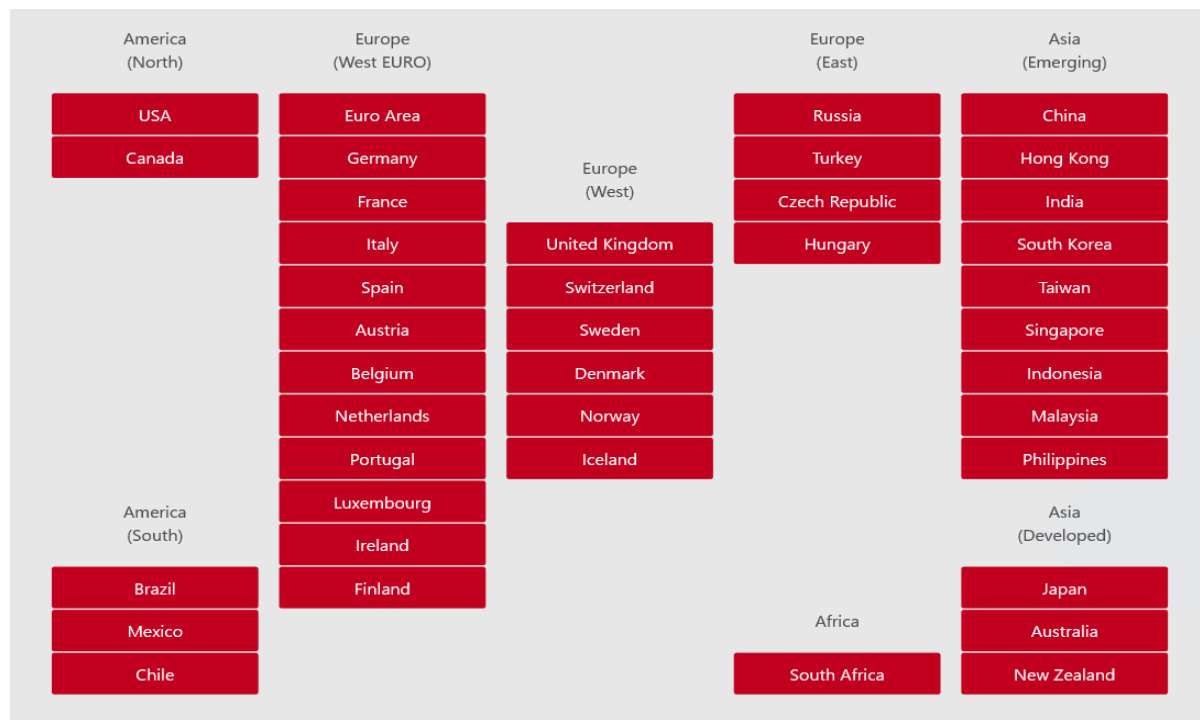 America
(North)
USA
Canada
America
(South)
Brazil
Mexico
Chile
Europe
(West EURO)
Euro Area
Germany
France
Italy
Spain
Austria
Belgium
Netherlands
Portugal
Luxembourg
Ireland
Finland
Europe
(West)
United Kingdom
Switzerland
Sweden
Denmark
Norway
Iceland
Europe
(East)
Russia
Turkey
Czech Republic
Hungary
Africa
South Africa
Asia
(Emerging)
China
Hong Kong
India
South Korea
Taiwan
Singapore
Indonesia
Malaysia
Philippines
Asia
(Developed)
Japan
Australia
New Zealand